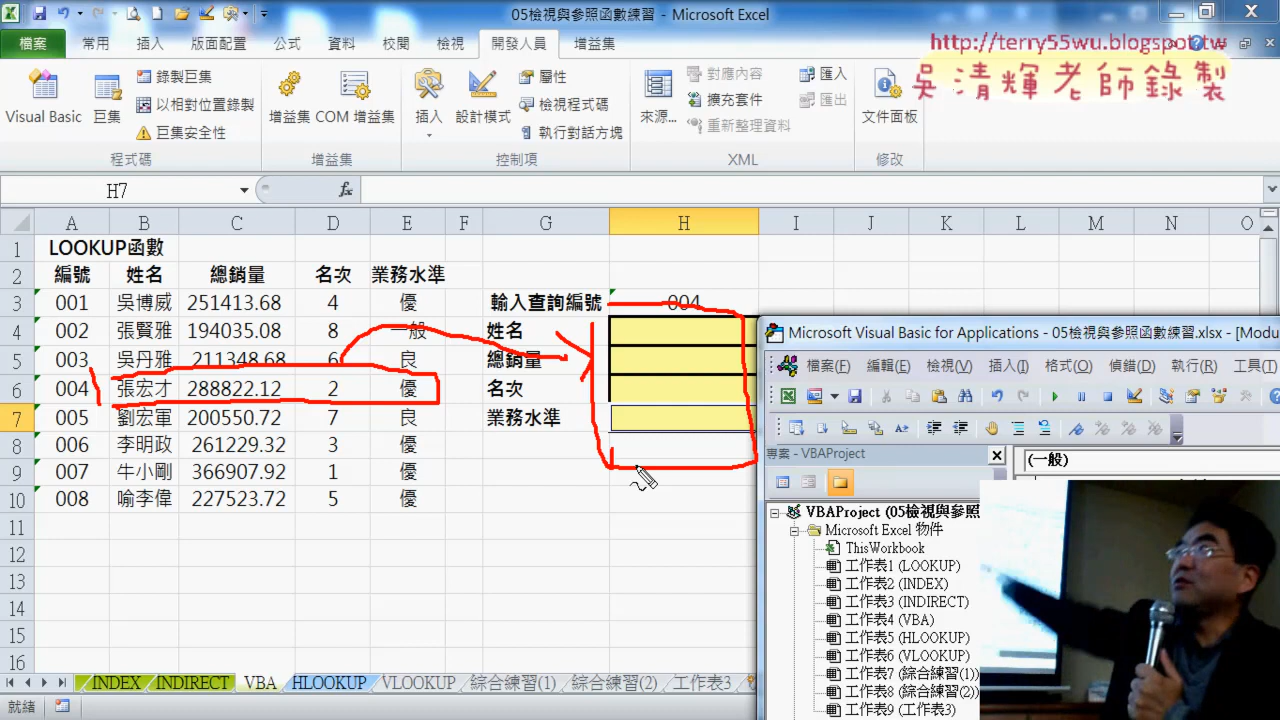 05檢視與參照函數練習 - Microsoft Excel
檔案 常用 插入 版面配置 公式 資料 校閱 檢視 開發人員 增益集
http://terry55wu.blogspot.tw
吳清輝老師錄製
Visual Basic 巨集 錄製巨集 以相對位置錄製 巨集安全性 程式碼
增益集 COM 增益集 增益集
插入 設計模式 屬性 檢視程式碼 執行對話方塊 控制項
來源... 對應內容 擴充套件 重新整理資料 匯入 匯出 XML
文件面板 修改
H7 fx
A B C D E F G H I J K L M N O
1 LOOKUP函數
2 編號 姓名 總銷量 名次 業務水準
3 001 吳博威 251413.68 4 優 輸入查詢編號 004
4 002 張賢雅 194035.08 8 一般 姓名
5 003 吳丹雅 211348.68 6 良 總銷量
6 004 張宏才 288822.12 2 優 名次
7 005 劉宏軍 200550.72 7 良 業務水準
8 006 李明政 261229.32 3 優
9 007 牛小剛 366907.92 1 優
10 008 喻李偉 227523.72 5 優
11
12
13
14
15
16
INDEX INDIRECT VBA HLOOKUP VLOOKUP 綜合練習(1) 綜合練習(2) 工作表3
就緒
Microsoft Visual Basic for Applications - 05檢視與參照函數練習.xlsx - [Modu
檔案(F) 編輯(E) 檢視(V) 插入(I) 格式(O) 偵錯(D) 執行(R) 工具(T)
專案 - VBAProject
(一般)
VBAProject (05檢視與參照
Microsoft Excel 物件
ThisWorkbook
工作表1 (LOOKUP)
工作表2 (INDEX)
工作表3 (INDIRECT)
工作表4 (VBA)
工作表5 (HLOOKUP)
工作表6 (VLOOKUP)
工作表7 (綜合練習(1))
工作表8 (綜合練習(2))
工作表9 (工作表3)